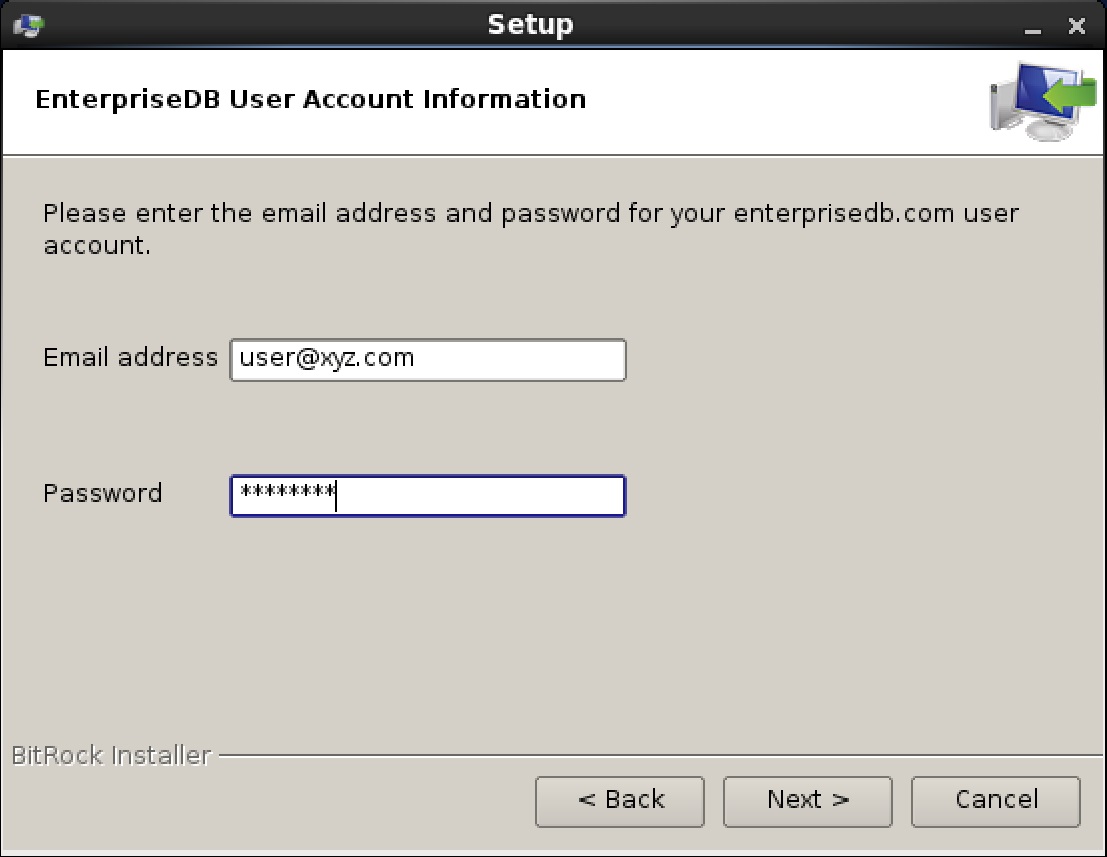 Setup
EnterpriseDB User Account Information
Please enter the email address and password for your enterprisedb.com user
account.
Email address user@xyz.com
Password ********
BitRock Installer
< Back Next > Cancel